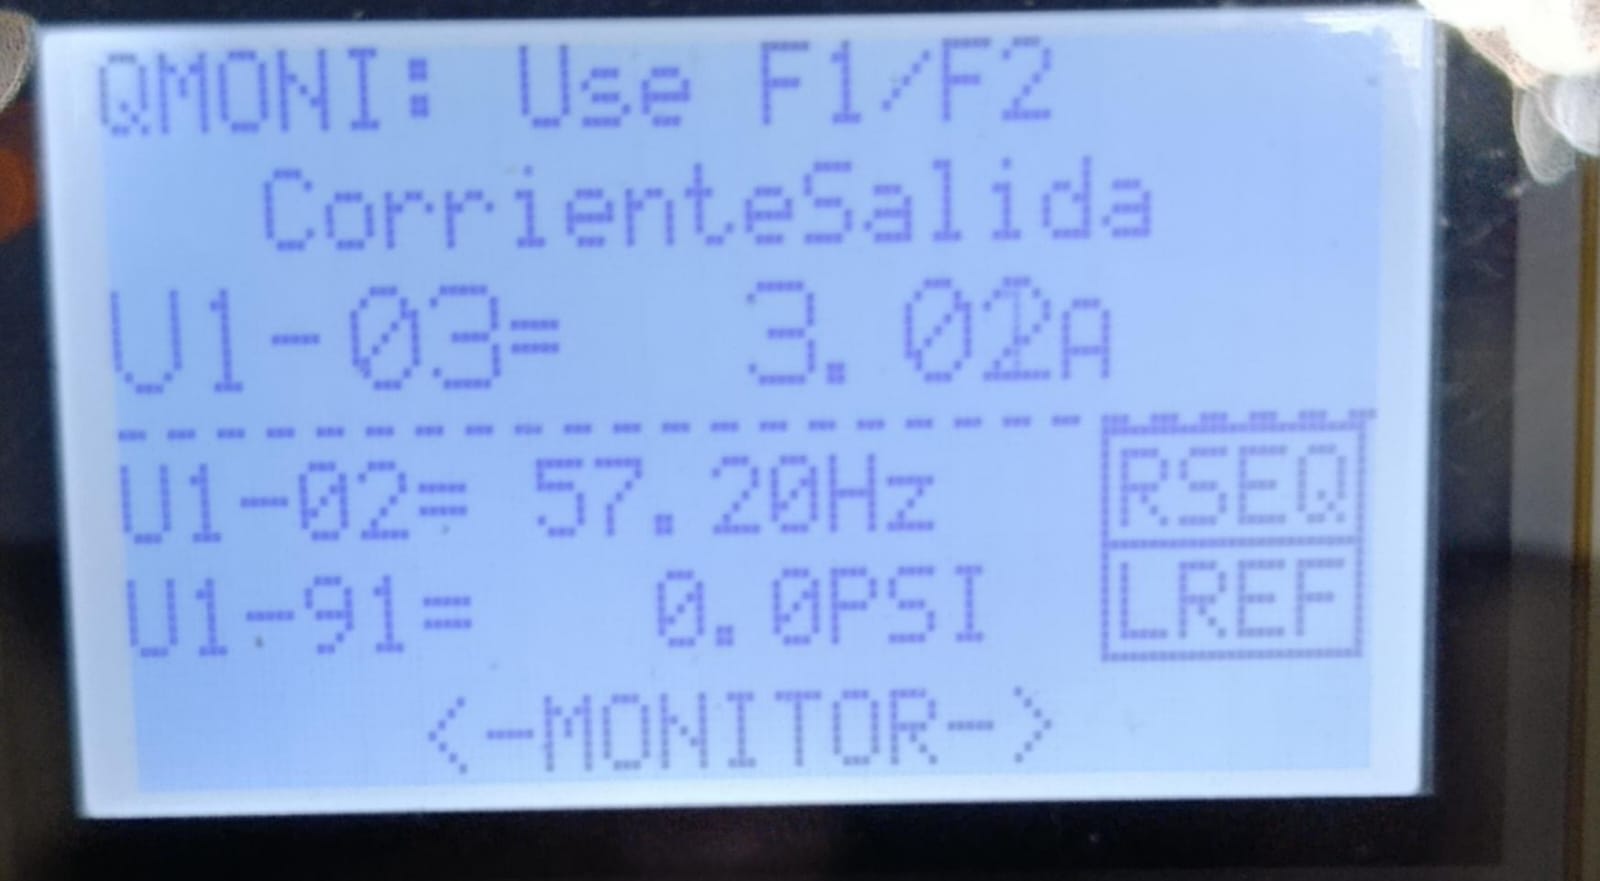 QMONI: Use F1/F2
CorrienteSalida
U1-03= 3.02A
U1-02= 57.20Hz
RSEQ
U1-91= 0.0PSI
LREF
<-MONITOR->